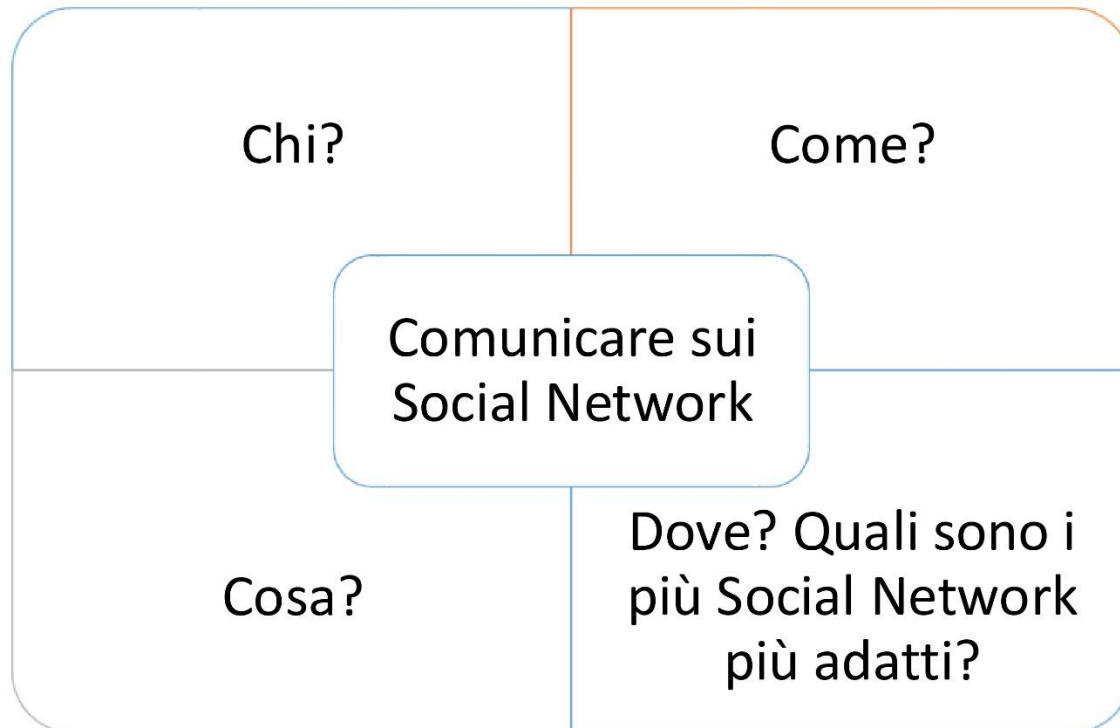 Chi?
Come?
Comunicare sui
Social Network
Cosa?
Dove? Quali sono i
più Social Network
più adatti?